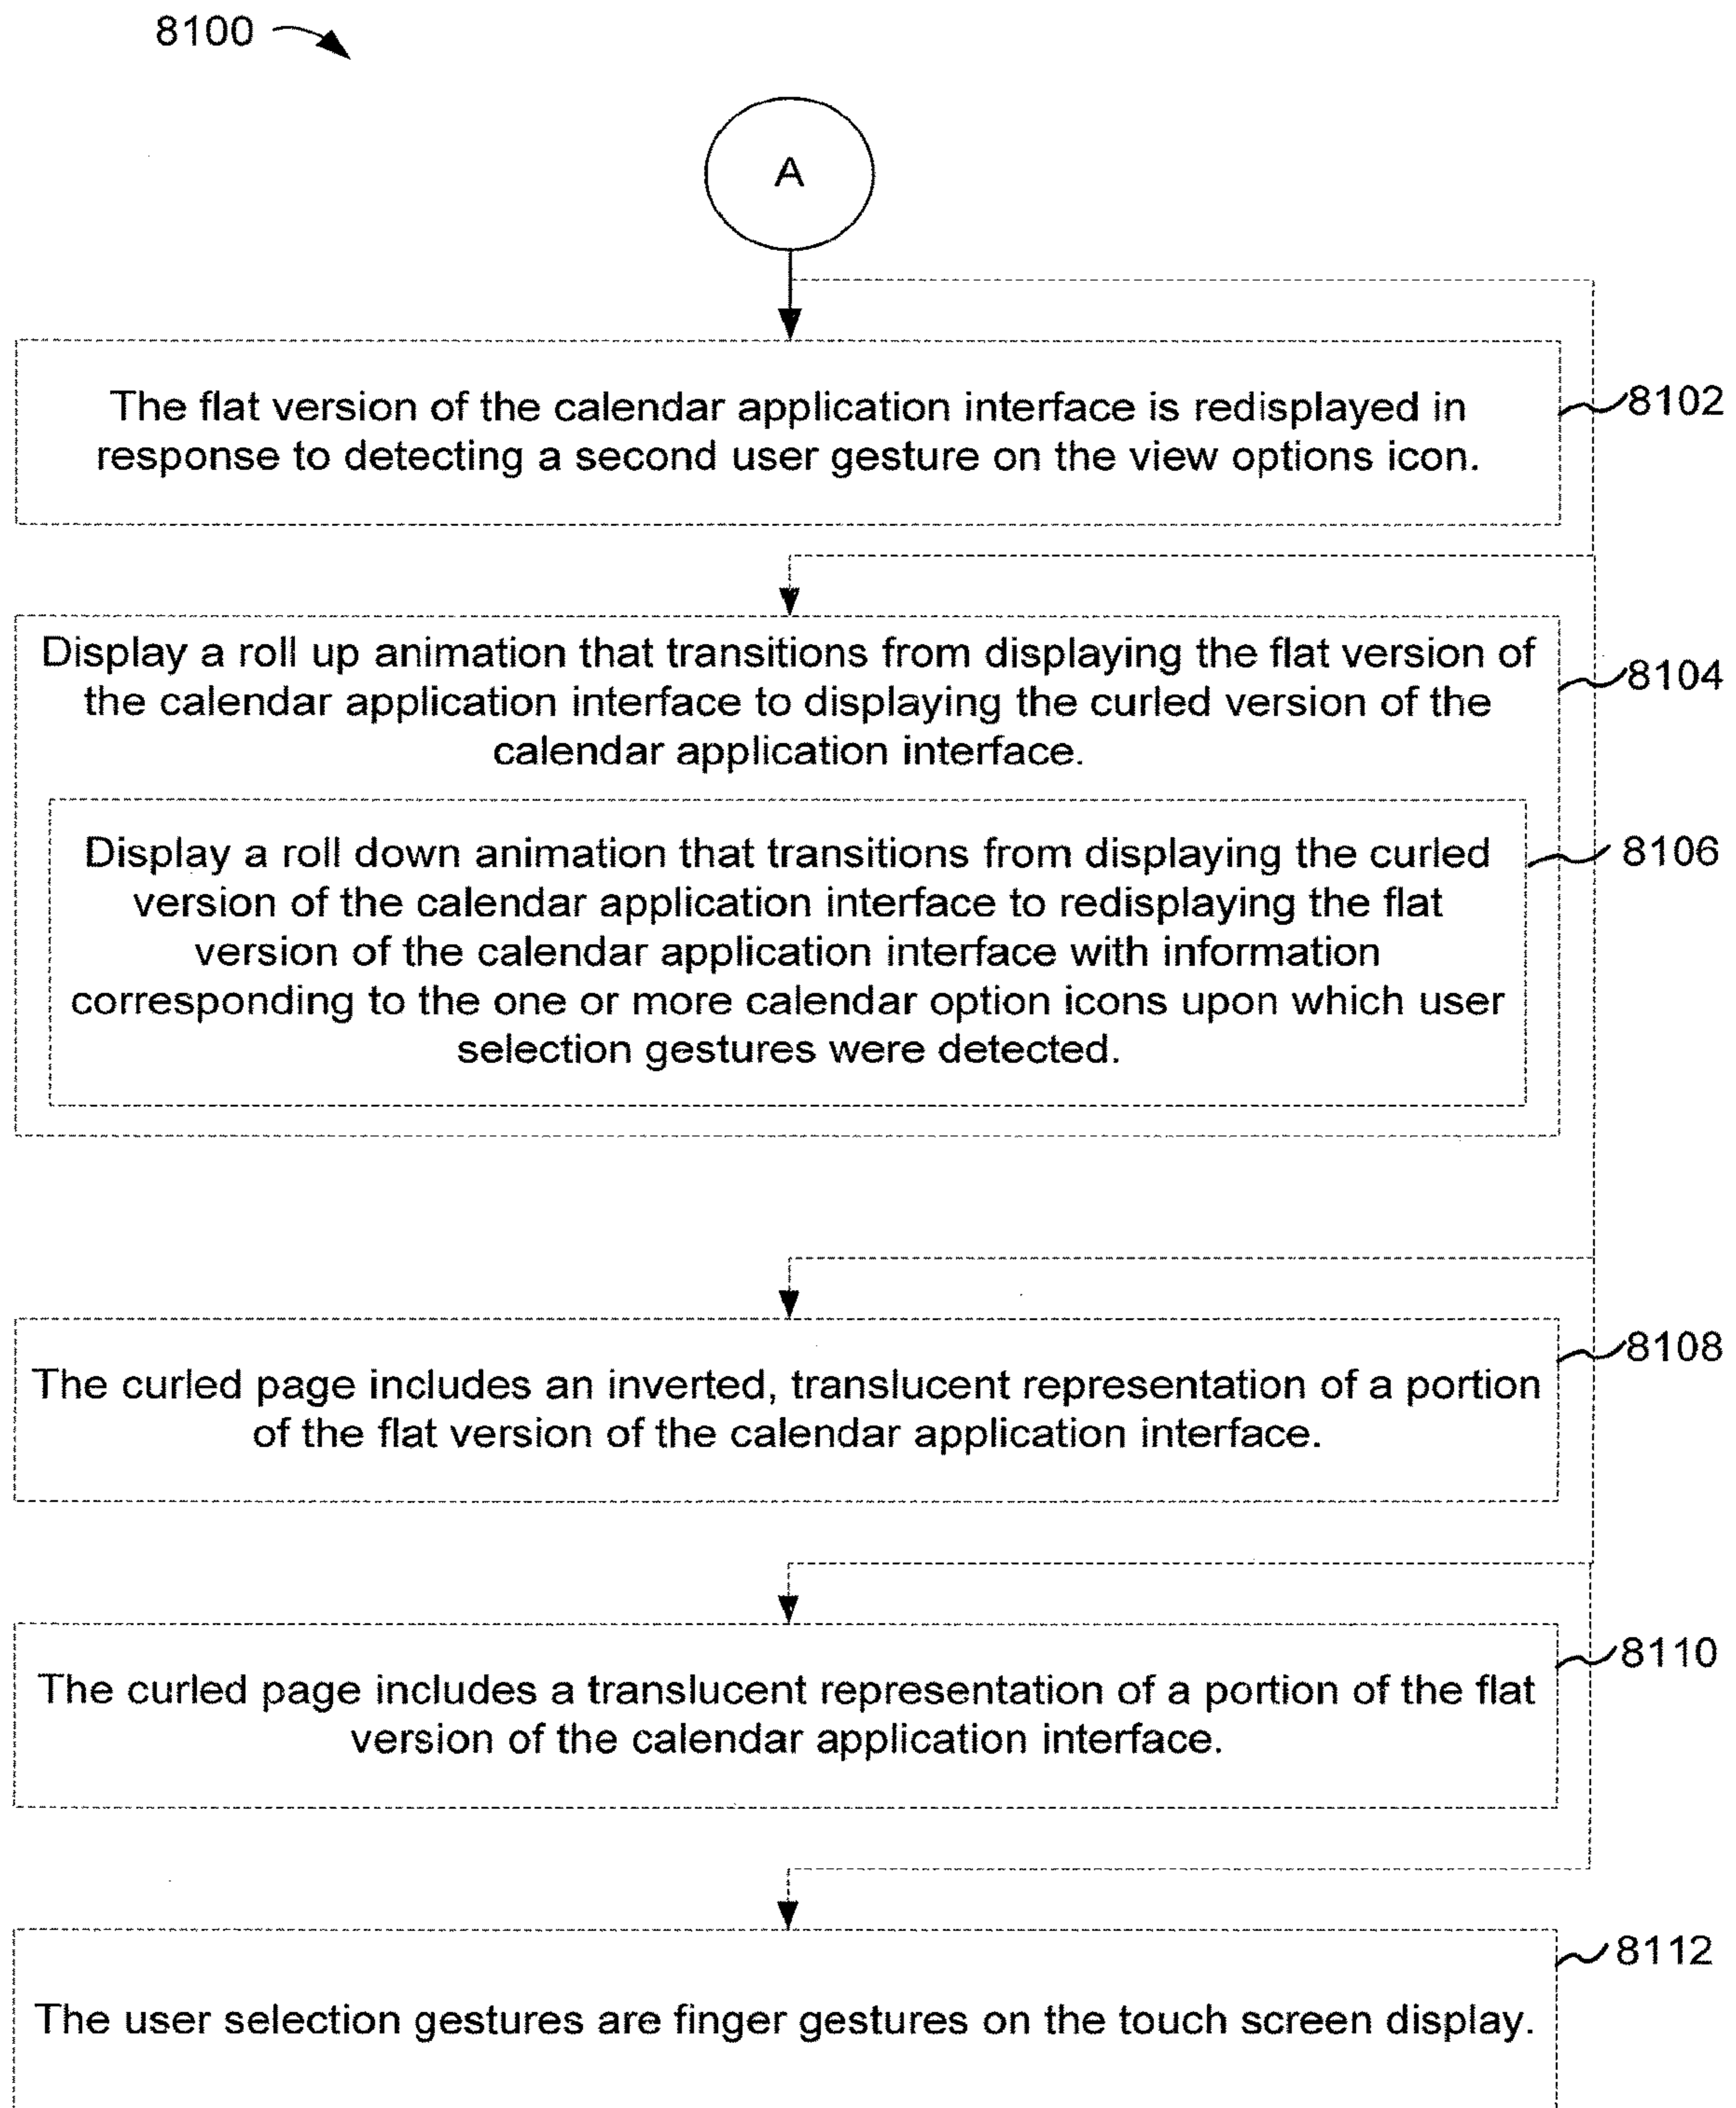 8100
A
The flat version of the calendar application interface is redisplayed in
response to detecting a second user gesture on the view options icon.
8102
Display a roll up animation that transitions from displaying the flat version of
the calendar application interface to displaying the curled version of the
calendar application interface.
8104
Display a roll down animation that transitions from displaying the curled
version of the calendar application interface to redisplaying the flat
version of the calendar application interface with information
corresponding to the one or more calendar option icons upon which user
selection gestures were detected.
8106
The curled page includes an inverted, translucent representation of a portion
of the flat version of the calendar application interface.
8108
The curled page includes a translucent representation of a portion of the flat
version of the calendar application interface.
8110
The user selection gestures are finger gestures on the touch screen display.
8112